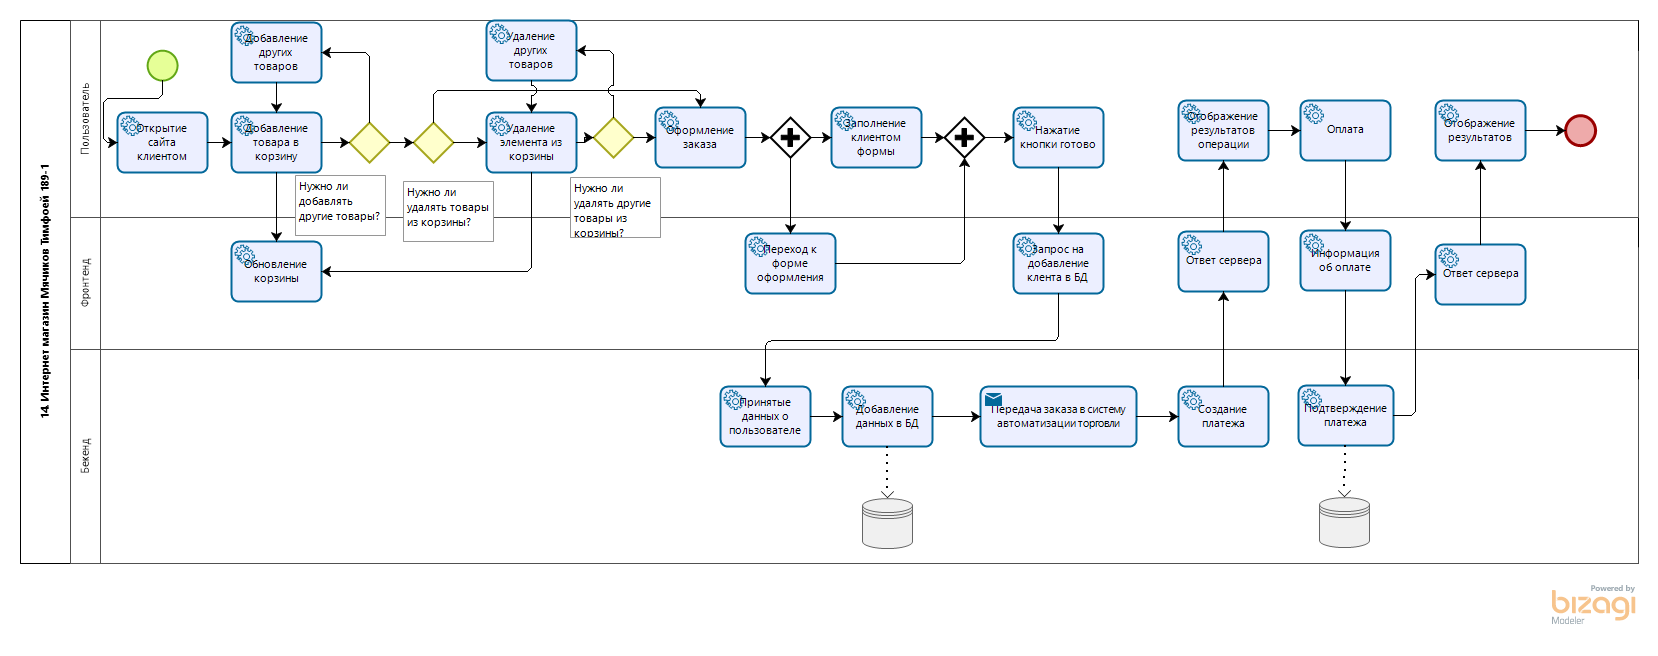 14. Интернет магазин Мячиков Тимфоей 189-1
Пользователь
Добавление
других
товаров
Удаление
других
товаров
Открытие
сайта
клиентом
Добавление
товара в
корзину
Удаление
элемента из
корзины
Оформление
заказа
Заполнение
клиентом
формы
Нажатие
кнопки готово
Отображение
результатов
операции
Оплата
Отображение
результатов
Нужно ли
добавлять
другие товары?
Нужно ли
удалять товары
из корзины?
Нужно ли
удалять другие
товары из
корзины?
Фронтенд
Обновление
корзины
Переход к
форме
оформления
Запрос на
добавление
клента в БД
Ответ сервера
Информация
об оплате
Ответ сервера
Бекенд
Принятые
данных о
пользователе
Добавление
данных в БД
Передача заказа в систему
автоматизации торговли
Создание
платежа
Подтверждение
платежа
Powered by
bizagi
Modeler